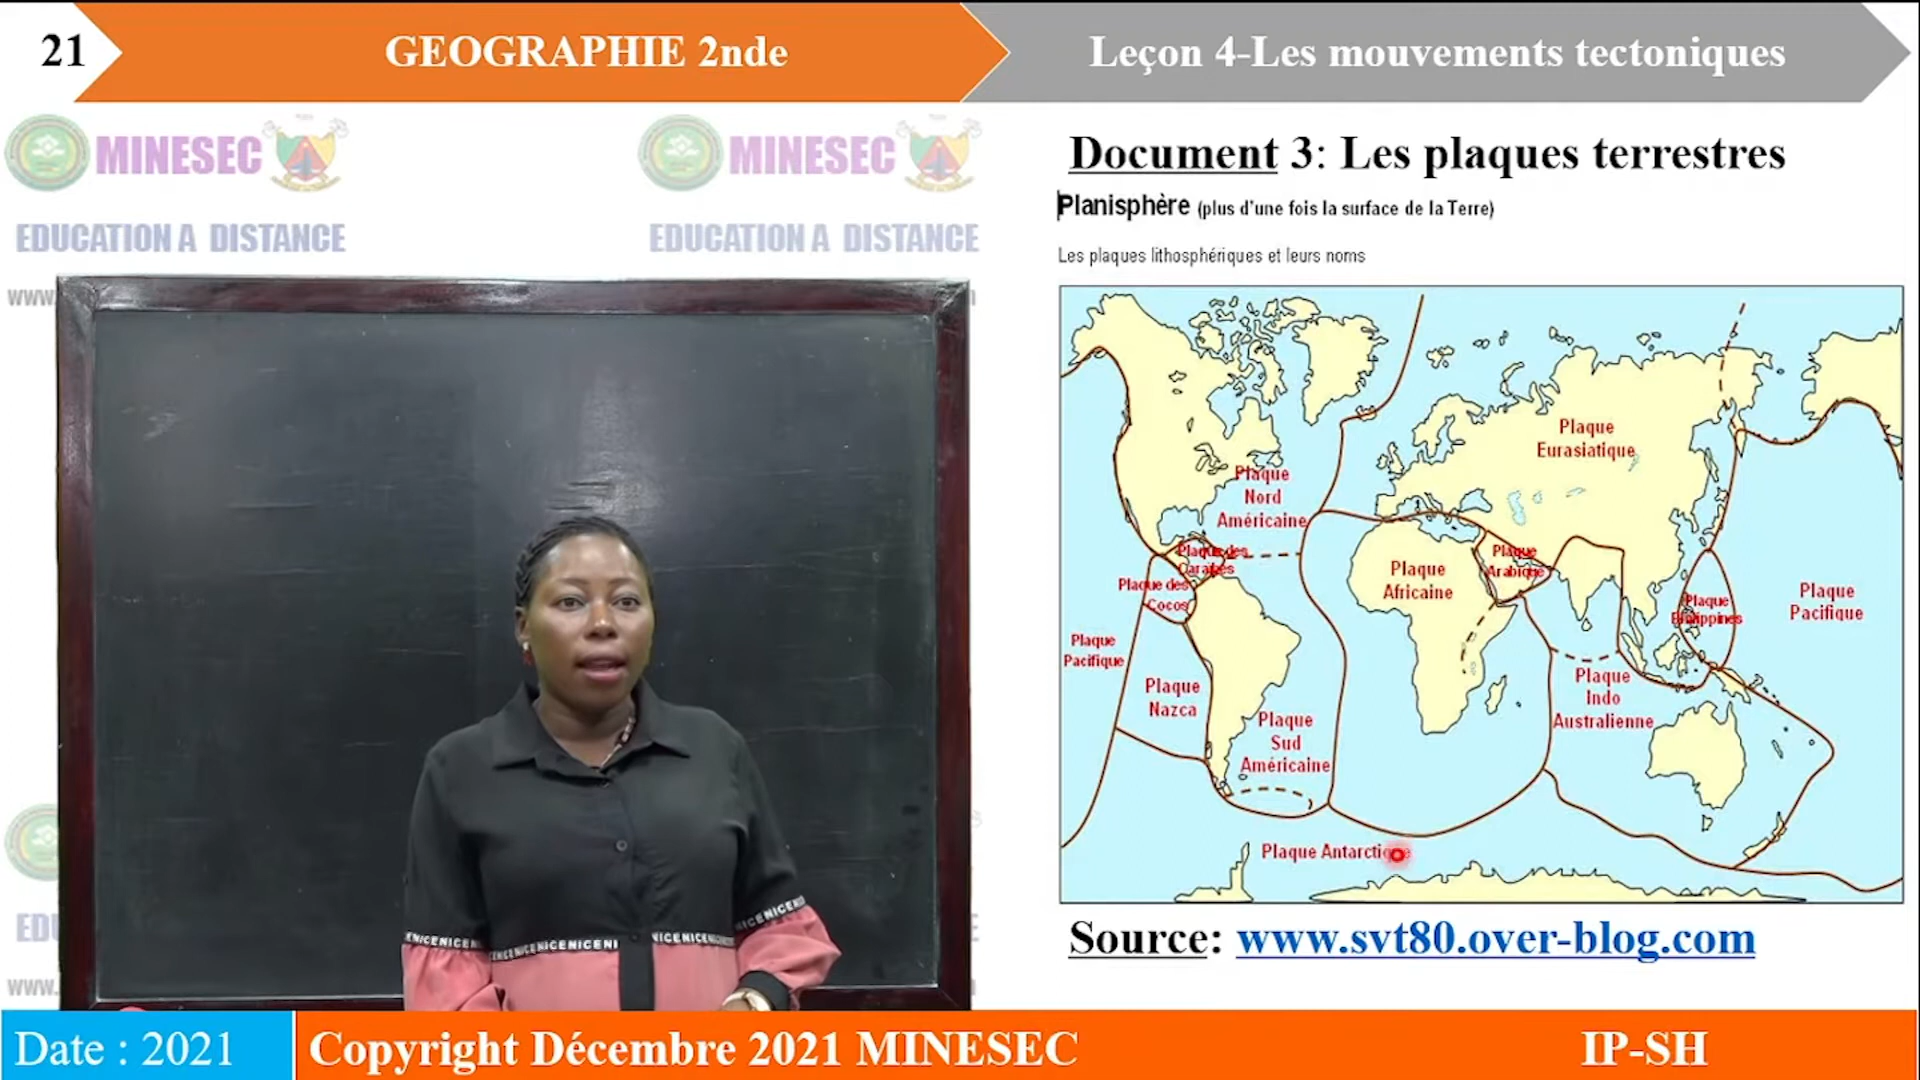 21
GEOGRAPHIE 2nde
Leçon 4-Les mouvements tectoniques
MINESEC
EDUCATION A DISTANCE
www.
MINESEC
EDUCATION A DISTANCE
Document 3: Les plaques terrestres
Planisphère (plus d'une fois la surface de la Terre)
Les plaques lithosphériques et leurs noms
Plaque
Eurasiatique
Plaque
Nord
Américaine
Plaque des
Caraïbes
Plaque des
Cocos
Plaque
Africaine
Plaque
Arabique
Plaque
Philippines
Plaque
Pacifique
Plaque
Pacifique
Plaque
Nazca
Plaque
Sud
Américaine
Plaque
Indo
Australienne
Plaque Antarctique
Source: www.svt80.over-blog.com
EDU
www.
NICENICENICENI
Date : 2021
Copyright Décembre 2021 MINESEC
IP-SH